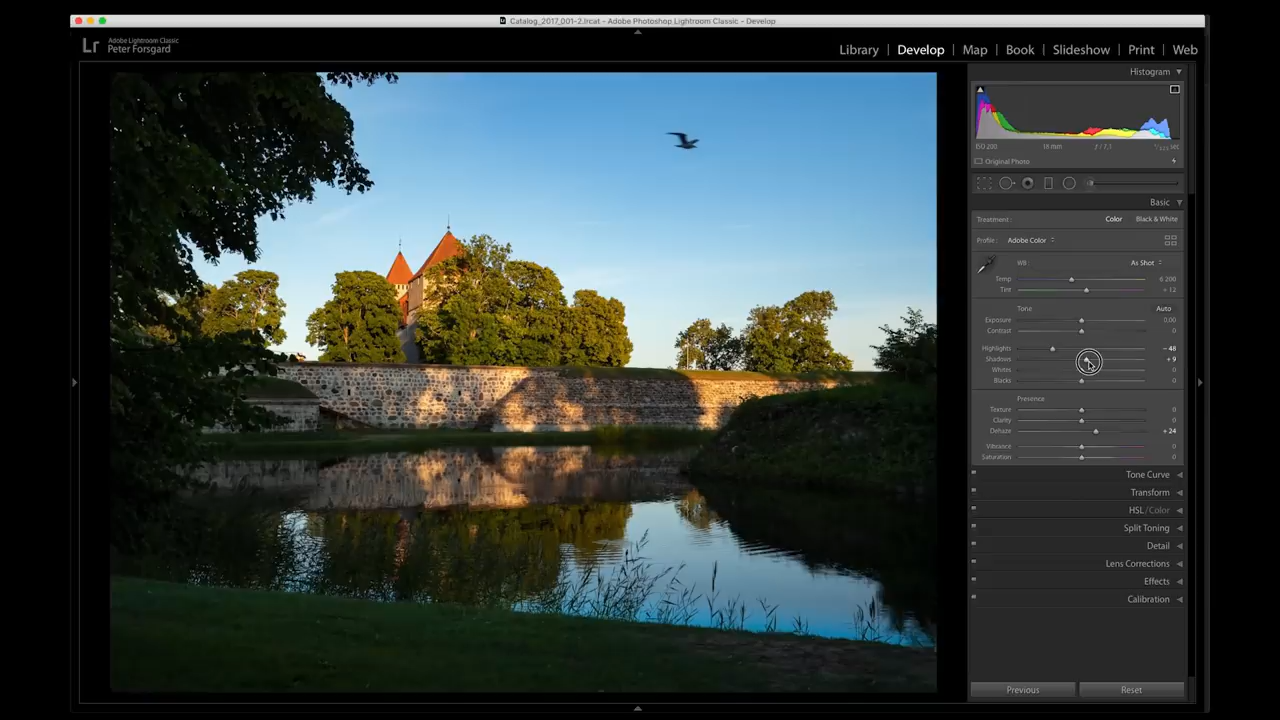 Catalog_2017_001-2.lrcat - Adobe Photoshop Lightroom Classic - Develop
Lr
Adobe Lightroom Classic
Peter Forsgard
Library | Develop | Map | Book | Slideshow | Print | Web
Histogram
ISO 200 18 mm ƒ / 7,1
Original Photo
Basic
Treatment : Color Black & White
Profile : Adobe Color
WB : As Shot
Temp 6 200
Tint + 12
Tone Auto
Exposure 0,00
Contrast 0
Highlights − 48
Shadows + 9
Whites 0
Blacks 0
Presence
Texture 0
Clarity 0
Dehaze + 24
Vibrance 0
Saturation 0
Tone Curve
Transform
HSL / Color
Split Toning
Detail
Lens Corrections
Effects
Calibration
Previous Reset